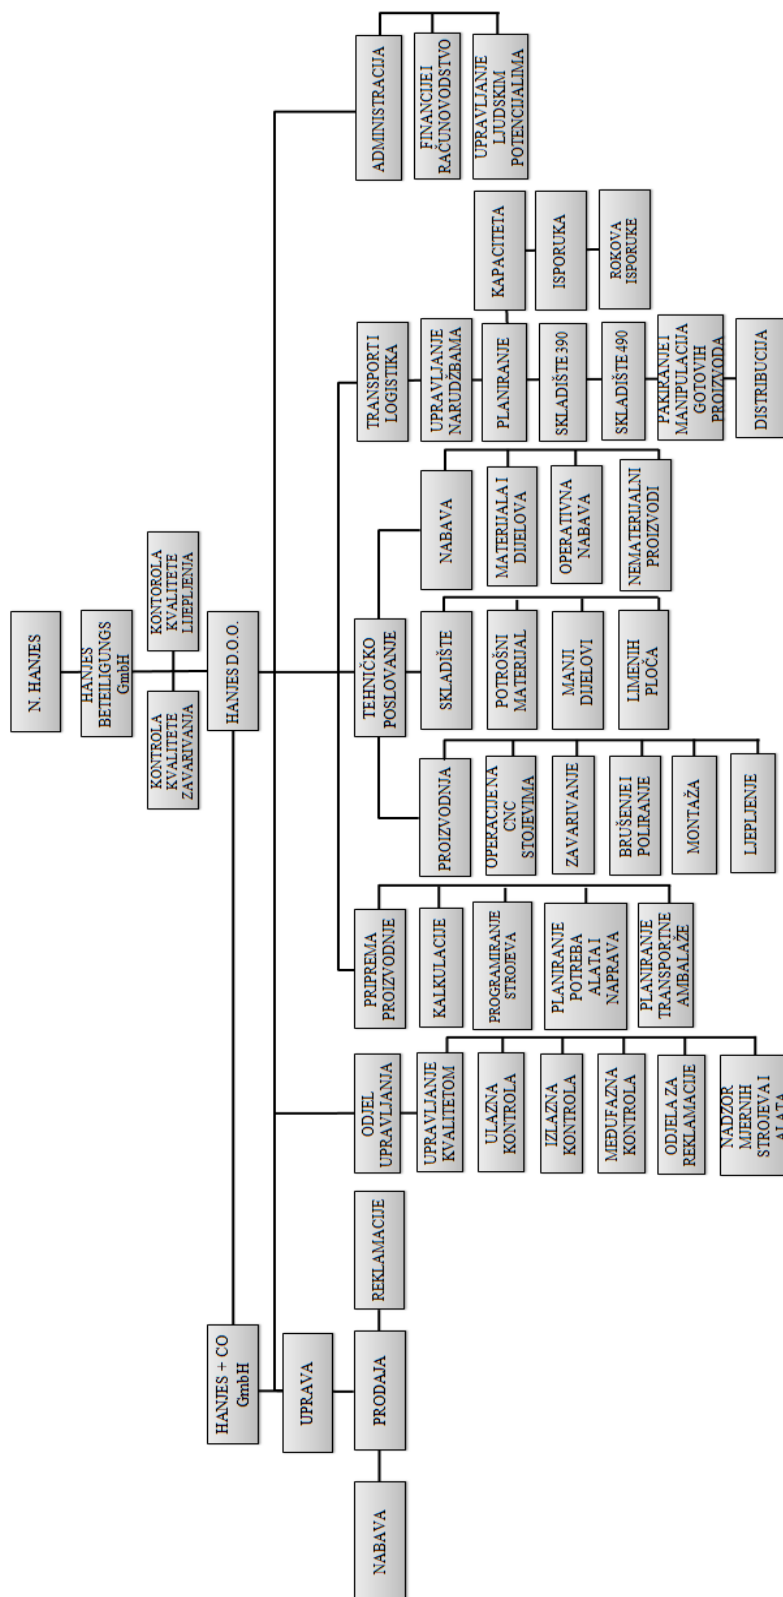 N. HANJES
HANJES
BETEILIGUNGS
GmbH
KONTROLA
KVALITETE
ZAVARIVANJA
KONTOROLA
KVALITETE
LIJEPLJENJA
HANJES + CO
GmbH
HANJES D.O.O.
UPRAVA
NABAVA
PRODAJA
REKLAMACIJE
ODJEL
UPRAVLJANJA
UPRAVLJANJE
KVALITETOM
ULAZNA
KONTROLA
IZLAZNA
KONTROLA
MEĐUFAZNA
KONTROLA
ODJELA ZA
REKLAMACIJE
NADZOR
MJERNIH
STROJEVA I
ALATA
PRIPREMA
PROIZVODNJE
KALKULACIJE
PROGRAMIRANJE
STROJEVA
PLANIRANJE
POTREBA
ALATA I
NAPRAVA
PLANIRANJE
TRANSPORTNE
AMBALAŽE
TEHNIČKO
POSLOVANJE
PROIZVODNJA
OPERACIJE NA
CNC
STOJEVIMA
ZAVARIVANJE
BRUŠENJE I
POLIRANJE
MONTAŽA
LJEPLJENJE
SKLADIŠTE
POTROŠNI
MATERIJAL
MANJI
DIJELOVI
LIMENIH
PLOČA
NABAVA
MATERIJALA I
DIJELOVA
OPERATIVNA
NABAVA
NEMATERIJALNI
PROIZVODI
TRANSPORT I
LOGISTIKA
UPRAVLJANJE
NARUDŽBAMA
PLANIRANJE
SKLADIŠTE 390
SKLADIŠTE 490
PAKIRANJE I
MANIPULACIJA
GOTOVIH
PROIZVODA
DISTRIBUCIJA
KAPACITETA
ISPORUKA
ROKOVA
ISPORUKE
ADMINISTRACIJA
FINANCIJE I
RAČUNOVODSTVO
UPRAVLJANJE
LJUDSKIM
POTENCIJALIMA